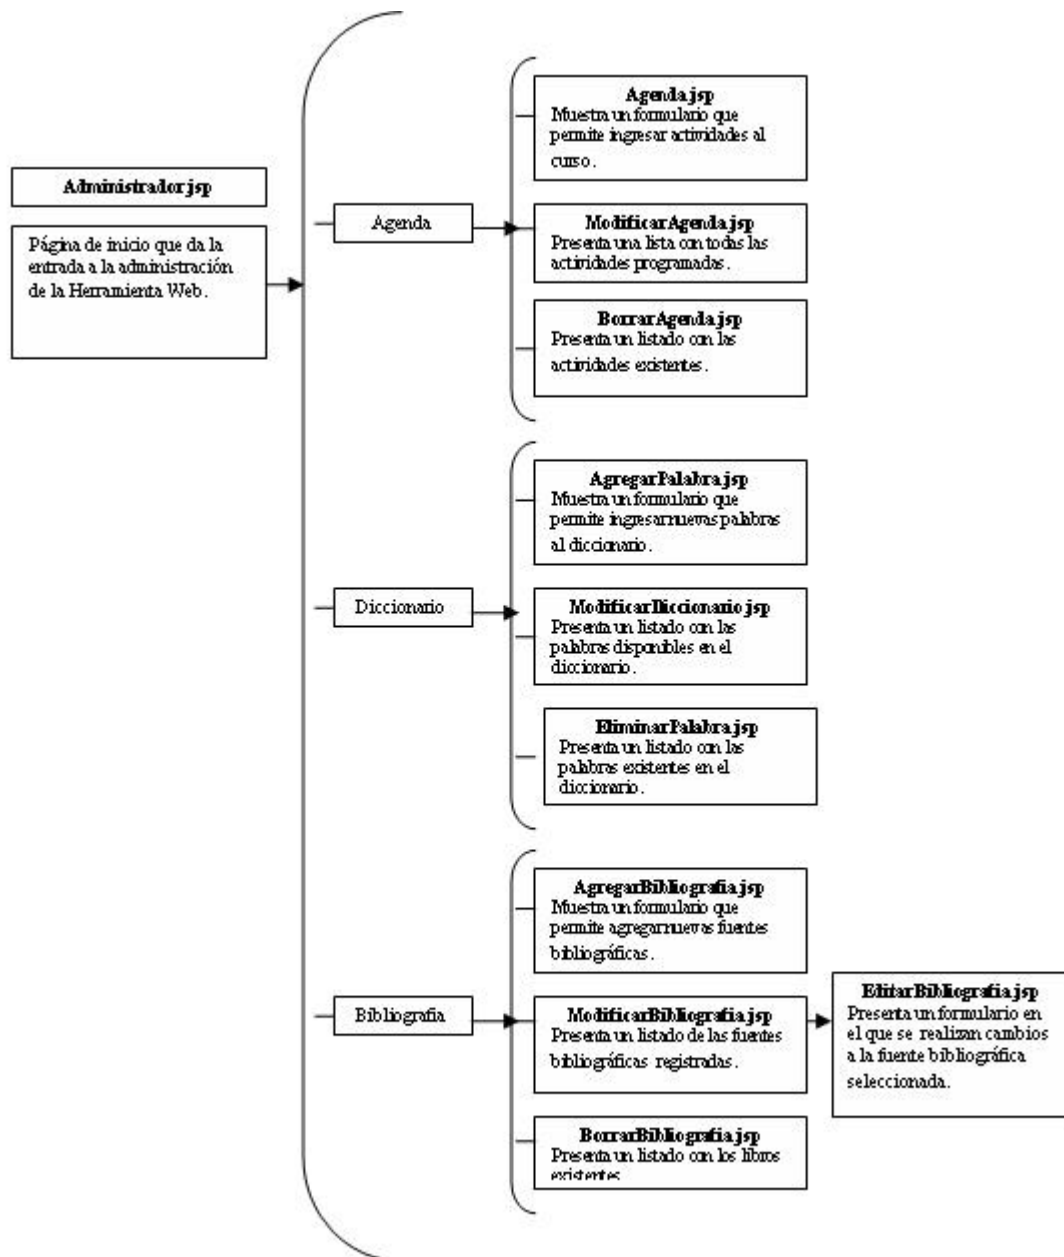 Administrador.jsp
Página de inicio que da la
entrada a la administración
de la Herramienta Web.
Agenda
Agenda.jsp
Muestra un formulario que
permite ingresar actividades al
curso.
ModificarAgenda.jsp
Presenta una lista con todas las
actividades programadas.
BorrarAgenda.jsp
Presenta un listado con las
actividades existentes.
Diccionario
AgregarPalabra.jsp
Muestra un formulario que
permite ingresar nuevas palabras
al diccionario.
ModificarDiccionario.jsp
Presenta un listado con las
palabras disponibles en el
diccionario.
EliminarPalabra.jsp
Presenta un listado con las
palabras existentes en el
diccionario.
Bibliografia
AgregarBibliografia.jsp
Muestra un formulario que
permite agregar nuevas fuentes
bibliográficas.
ModificarBibliografia.jsp
Presenta un listado de las fuentes
bibliográficas registradas.
EditarBibliografia.jsp
Presenta un formulario en
el que se realizan cambios
a la fuente bibliográfica
seleccionada.
BorrarBibliografia.jsp
Presenta un listado con los libros
existentes